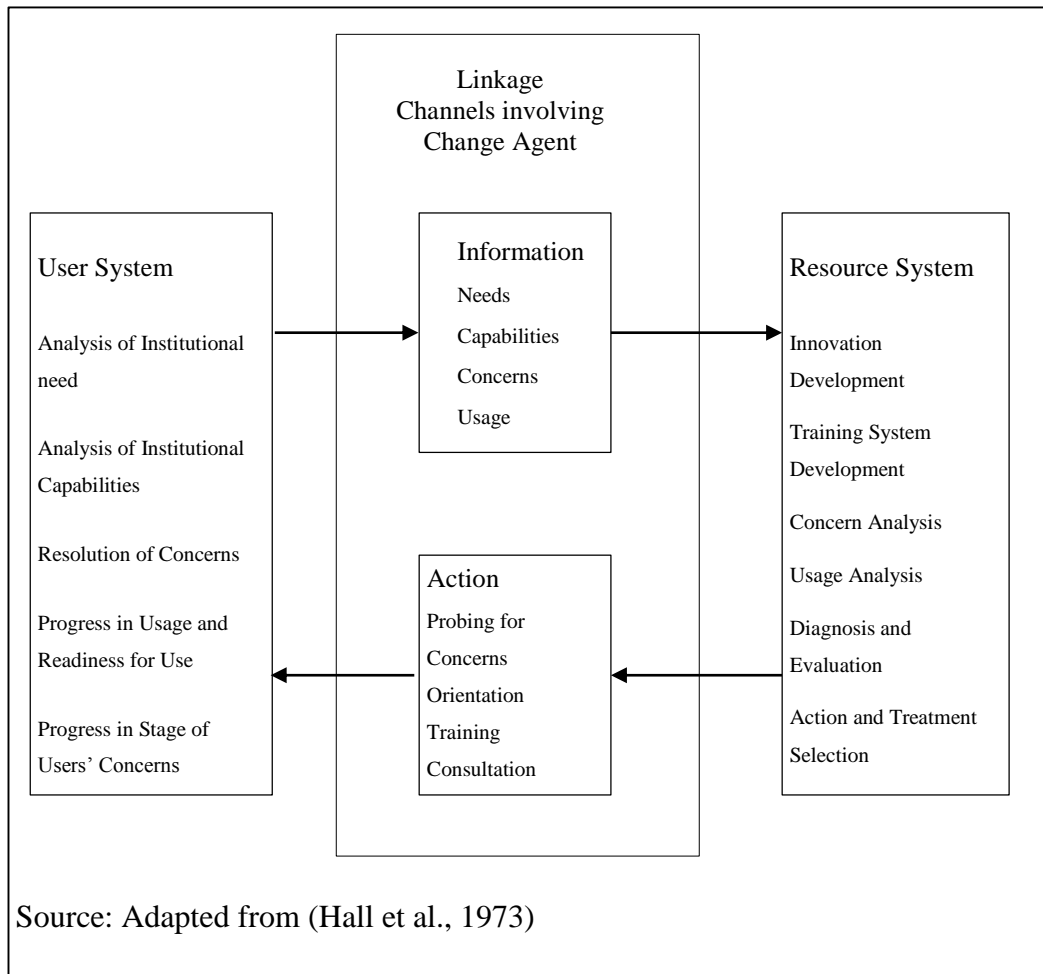 Linkage
Channels involving
Change Agent
User System
Analysis of Institutional
need
Analysis of Institutional
Capabilities
Resolution of Concerns
Progress in Usage and
Readiness for Use
Progress in Stage of
Users’ Concerns
Information
Needs
Capabilities
Concerns
Usage
Action
Probing for
Concerns
Orientation
Training
Consultation
Resource System
Innovation
Development
Training System
Development
Concern Analysis
Usage Analysis
Diagnosis and
Evaluation
Action and Treatment
Selection
Source: Adapted from (Hall et al., 1973)